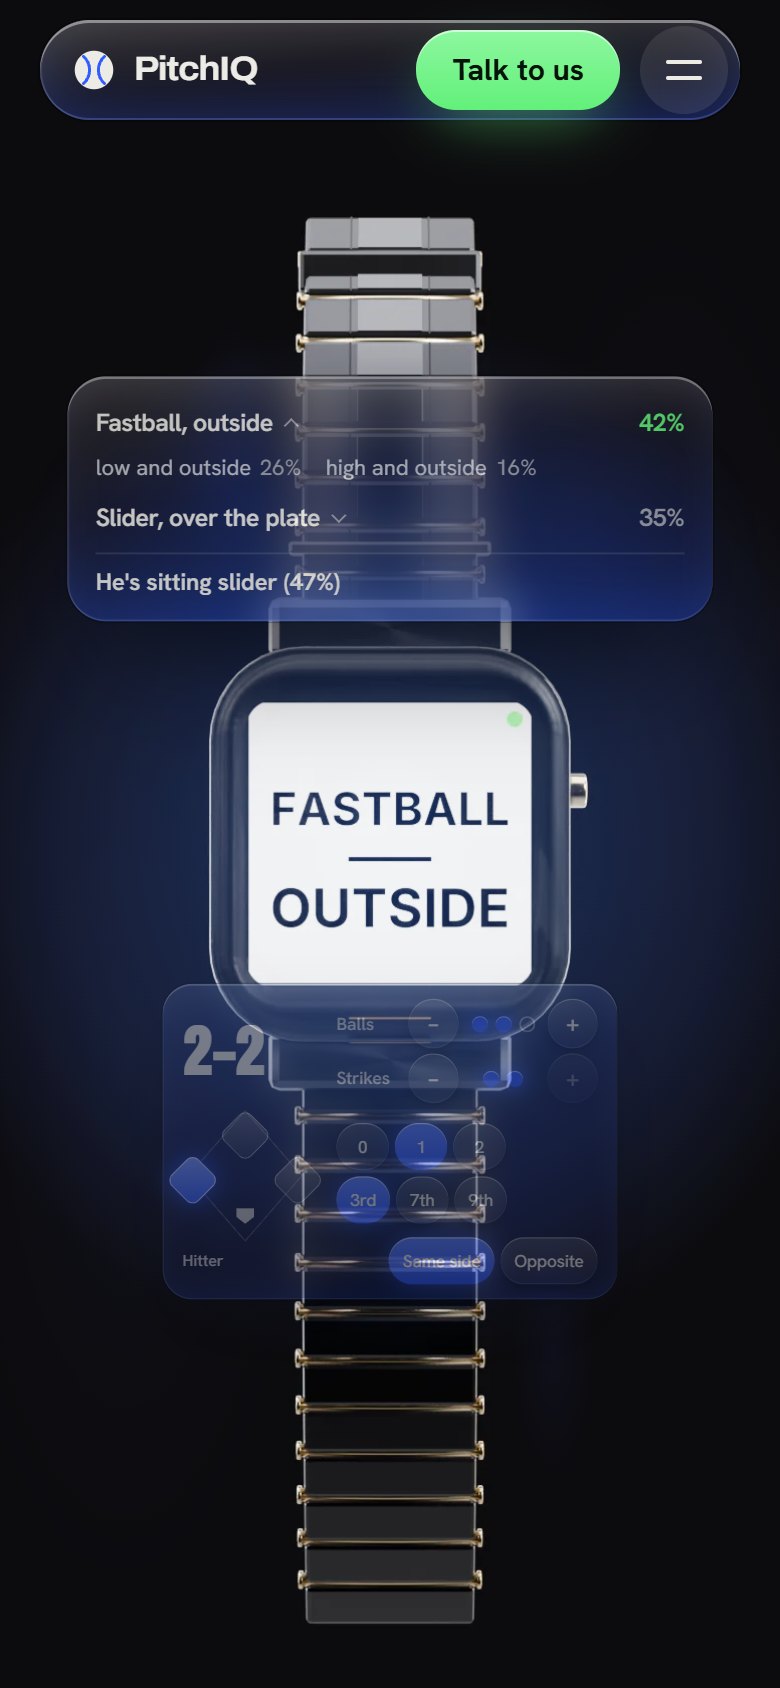 PitchIQ
Talk to us
Fastball, outside 42%
low and outside 26% high and outside 16%
Slider, over the plate 35%
He's sitting slider (47%)
FASTBALL
OUTSIDE
2-2
Balls − +
Strikes − +
0 1 2
3rd 7th 9th
Hitter Same side Opposite